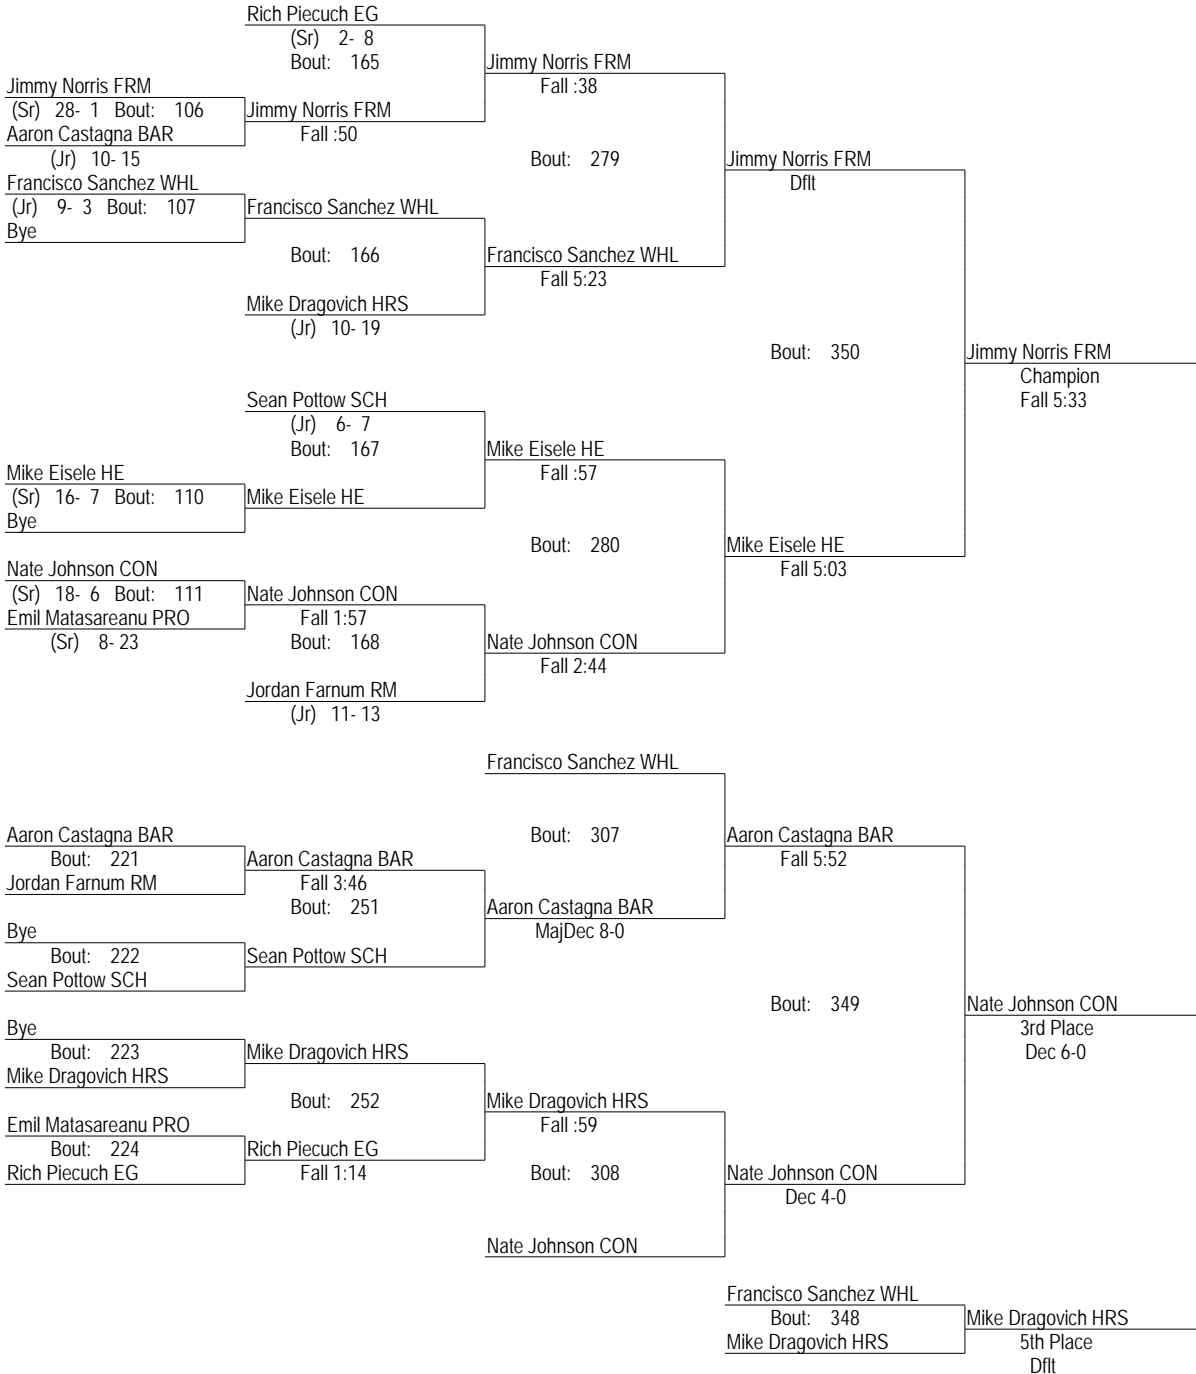 Rich Piecuch EG
(Sr) 2- 8
Bout: 165
Jimmy Norris FRM
Fall :38
Jimmy Norris FRM
(Sr) 28- 1 Bout: 106
Jimmy Norris FRM
Aaron Castagna BAR
Fall :50
(Jr) 10- 15
Bout: 279
Jimmy Norris FRM
Dflt
Francisco Sanchez WHL
(Jr) 9- 3 Bout: 107
Francisco Sanchez WHL
Bye
Bout: 166
Francisco Sanchez WHL
Fall 5:23
Mike Dragovich HRS
(Jr) 10- 19
Bout: 350
Jimmy Norris FRM
Champion
Fall 5:33
Sean Pottow SCH
(Jr) 6- 7
Bout: 167
Mike Eisele HE
Fall :57
Mike Eisele HE
(Sr) 16- 7 Bout: 110
Mike Eisele HE
Bye
Bout: 280
Mike Eisele HE
Fall 5:03
Nate Johnson CON
(Sr) 18- 6 Bout: 111
Nate Johnson CON
Emil Matasareanu PRO
Fall 1:57
(Sr) 8- 23
Bout: 168
Nate Johnson CON
Fall 2:44
Jordan Farnum RM
(Jr) 11- 13
Francisco Sanchez WHL
Bout: 307
Aaron Castagna BAR
Fall 5:52
Aaron Castagna BAR
Bout: 221
Aaron Castagna BAR
Jordan Farnum RM
Fall 3:46
Bout: 251
Aaron Castagna BAR
MajDec 8-0
Bye
Bout: 222
Sean Pottow SCH
Sean Pottow SCH
Bout: 349
Nate Johnson CON
3rd Place
Dec 6-0
Bye
Bout: 223
Mike Dragovich HRS
Mike Dragovich HRS
Bout: 252
Mike Dragovich HRS
Fall :59
Emil Matasareanu PRO
Bout: 224
Rich Piecuch EG
Rich Piecuch EG
Fall 1:14
Bout: 308
Nate Johnson CON
Dec 4-0
Nate Johnson CON
Francisco Sanchez WHL
Bout: 348
Mike Dragovich HRS
Mike Dragovich HRS
5th Place
Dflt